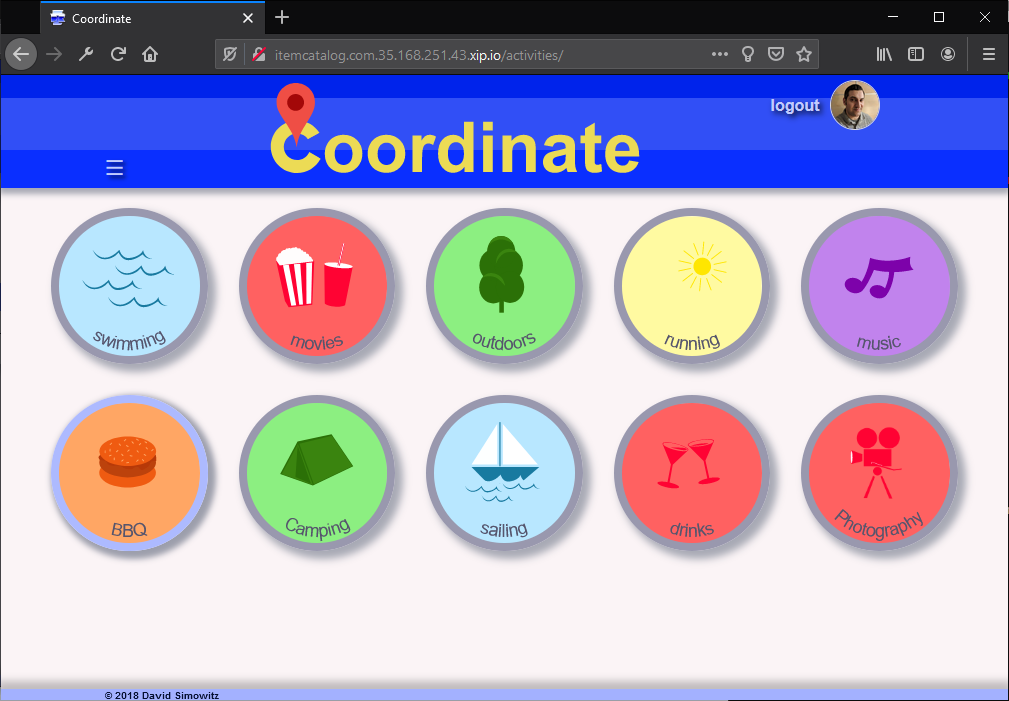 Coordinate
itemcatalog.com.35.168.251.43.xip.io/activities/
logout
Coordinate
swimming
movies
outdoors
running
music
BBQ
Camping
sailing
drinks
Photography
© 2018 David Simowitz